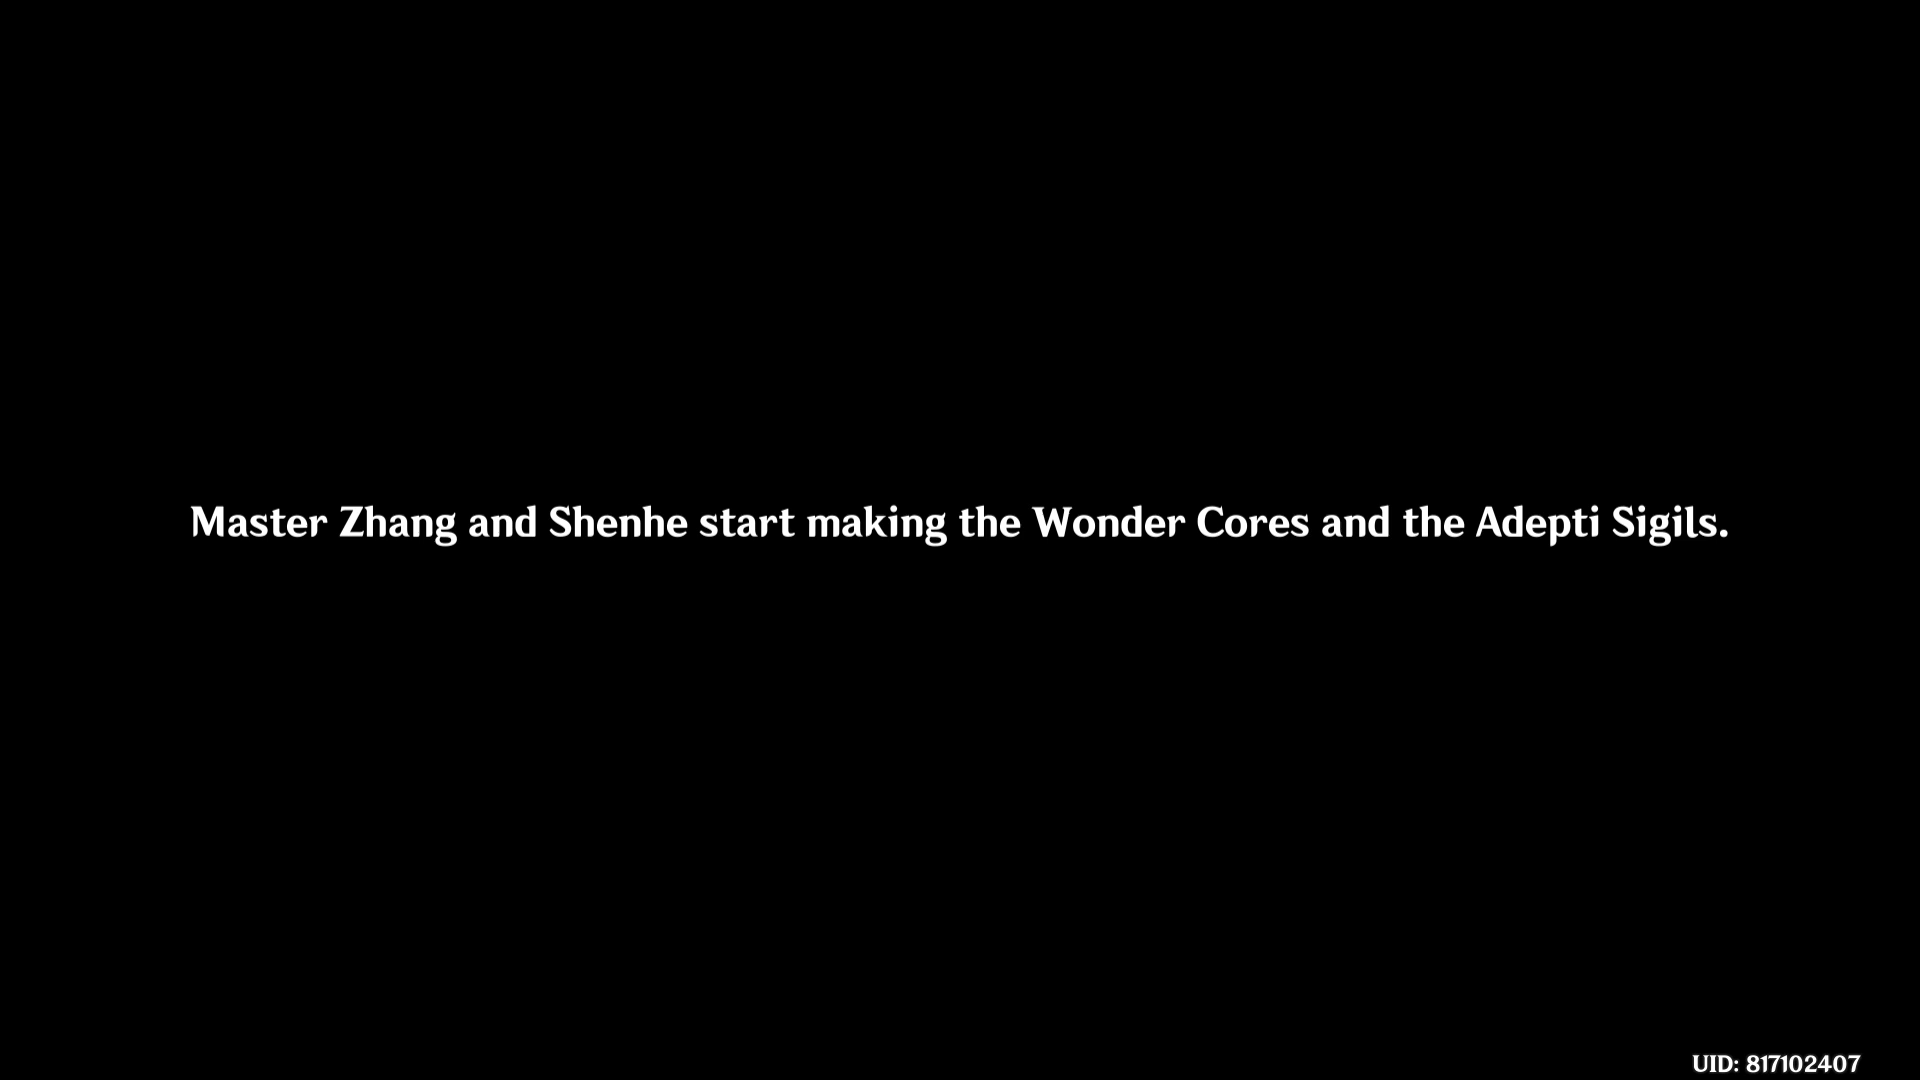 Master Zhang and Shenhe start making the Wonder Cores and the Adepti Sigils.
UID: 817102407